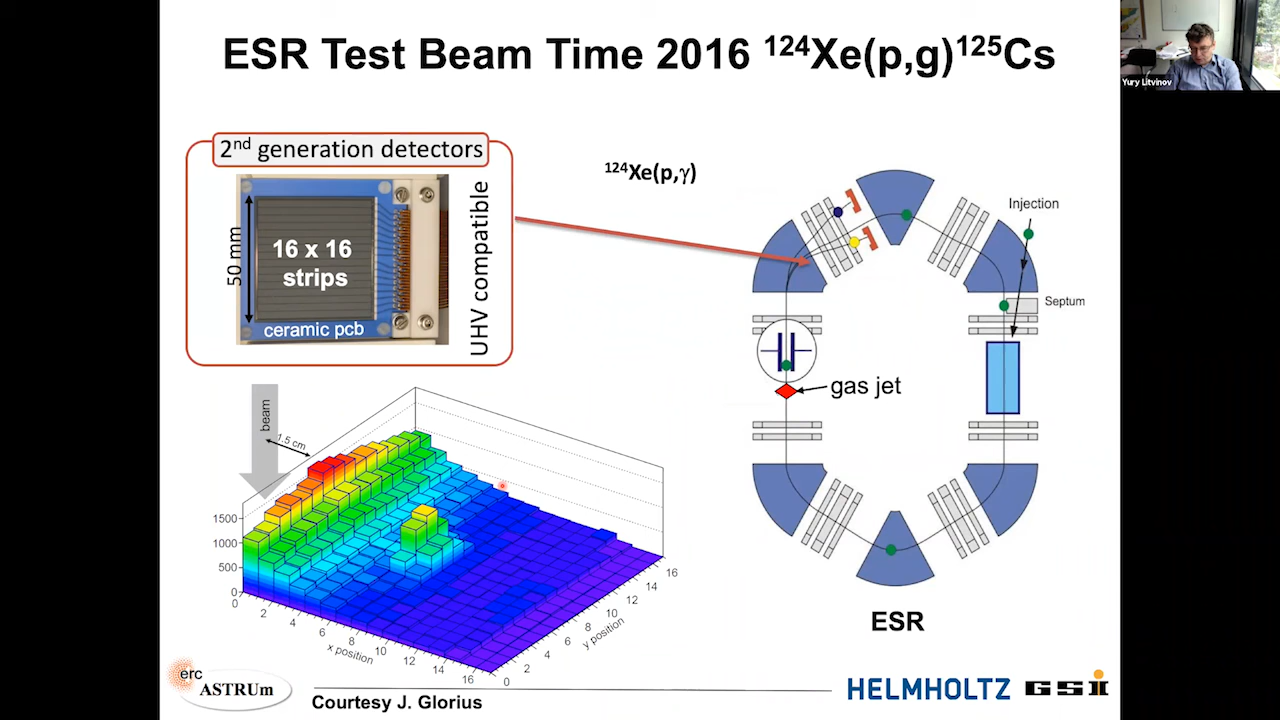 ESR Test Beam Time 2016 ¹²⁴Xe(p,g)¹²⁵Cs
Yury Litvinov
2nd generation detectors
50 mm
16 x 16
strips
ceramic pcb
UHV compatible
¹²⁴Xe(p,γ)
Injection
Septum
gas jet
ESR
beam
1.5 cm
1500
1000
500
0
0
2
4
6
8
10
12
14
16
x position
0
2
4
6
8
10
12
14
16
y position
erc
ASTRUm
Courtesy J. Glorius
HELMHOLTZ
GSI